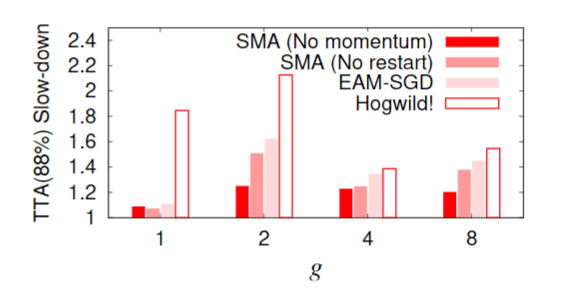 TTA(88%) Slow-down
2.4
2.2
2
1.8
1.6
1.4
1.2
1
SMA (No momentum)
SMA (No restart)
EAM-SGD
Hogwild!
1 2 4 8
g